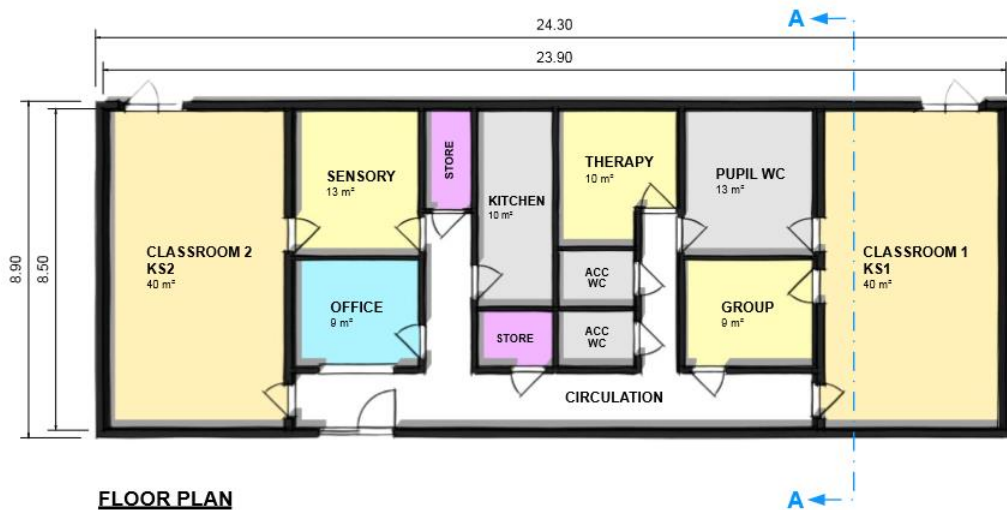 A
24.30
23.90
STORE
SENSORY
13 m²
THERAPY
10 m²
PUPIL WC
13 m²
KITCHEN
10 m²
8.90
8.50
CLASSROOM 2
KS2
40 m²
CLASSROOM 1
KS1
40 m²
ACC
WC
OFFICE
9 m²
GROUP
9 m²
STORE
ACC
WC
CIRCULATION
FLOOR PLAN
A